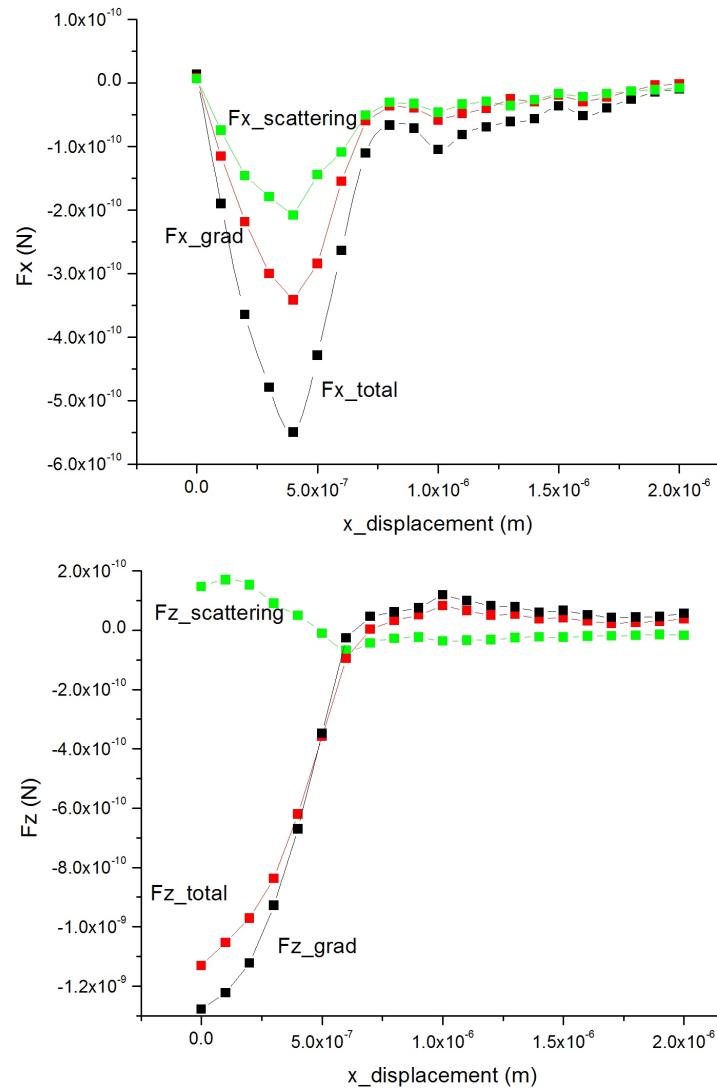 1.0x10⁻¹⁰
0.0
-1.0x10⁻¹⁰
-2.0x10⁻¹⁰
-3.0x10⁻¹⁰
-4.0x10⁻¹⁰
-5.0x10⁻¹⁰
-6.0x10⁻¹⁰
Fx (N)
Fx_scattering
Fx_grad
Fx_total
0.0 5.0x10⁻⁷ 1.0x10⁻⁶ 1.5x10⁻⁶ 2.0x10⁻⁶
x_displacement (m)
2.0x10⁻¹⁰
0.0
-2.0x10⁻¹⁰
-4.0x10⁻¹⁰
-6.0x10⁻¹⁰
-8.0x10⁻¹⁰
-1.0x10⁻⁹
-1.2x10⁻⁹
Fz (N)
Fz_scattering
Fz_total
Fz_grad
0.0 5.0x10⁻⁷ 1.0x10⁻⁶ 1.5x10⁻⁶ 2.0x10⁻⁶
x_displacement (m)